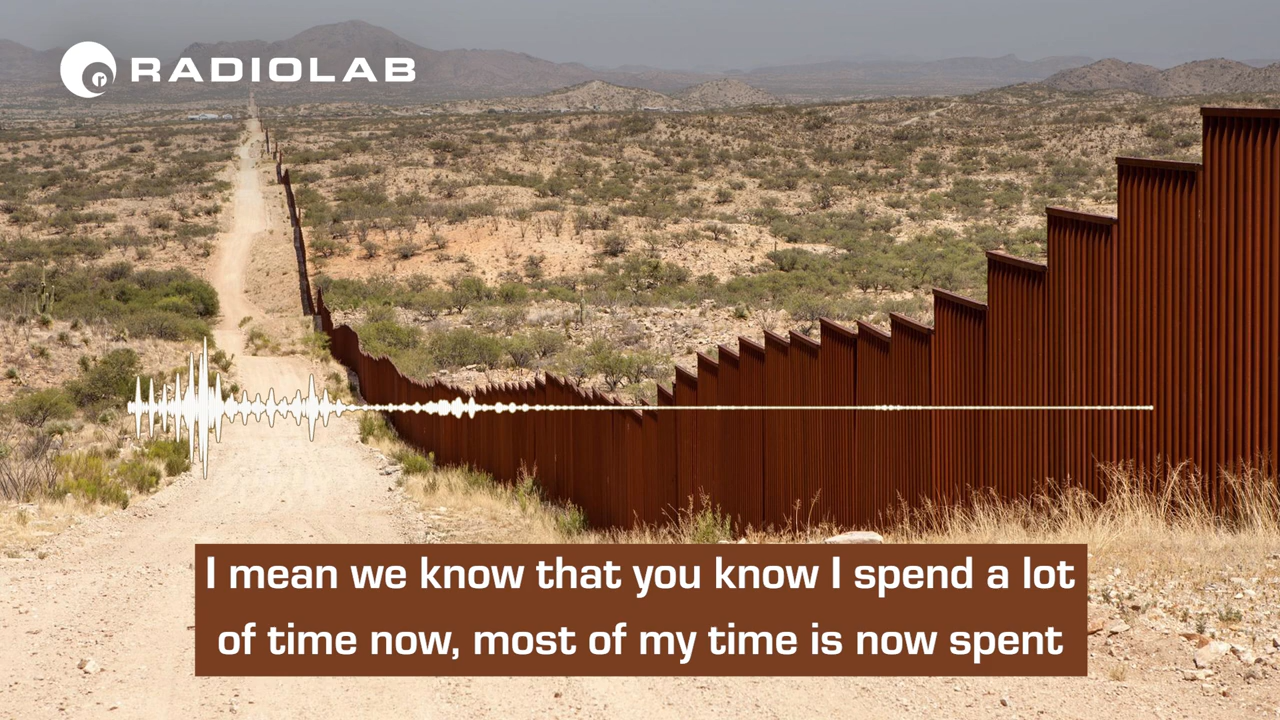 RADIOLAB
I mean we know that you know I spend a lot
of time now, most of my time is now spent